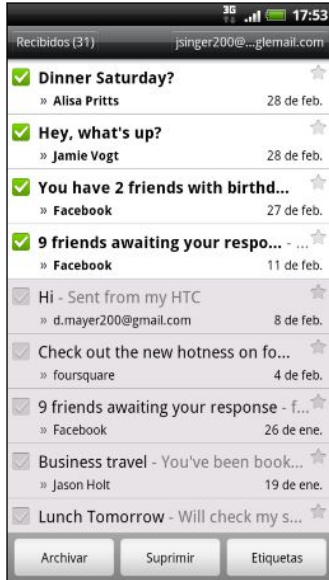 3G 17:53
Recibidos (31) jsinger200@...glemail.com
Dinner Saturday?
» Alisa Pritts 28 de feb.
Hey, what's up?
» Jamie Vogt 28 de feb.
You have 2 friends with birthd...
» Facebook 27 de feb.
9 friends awaiting your respo... - ...
» Facebook 11 de feb.
Hi - Sent from my HTC
» d.mayer200@gmail.com 8 de feb.
Check out the new hotness on fo...
» foursquare 4 de feb.
9 friends awaiting your response - f...
» Facebook 26 de ene.
Business travel - You've been book...
» Jason Holt 19 de ene.
Lunch Tomorrow - Will check my s...
Archivar Suprimir Etiquetas